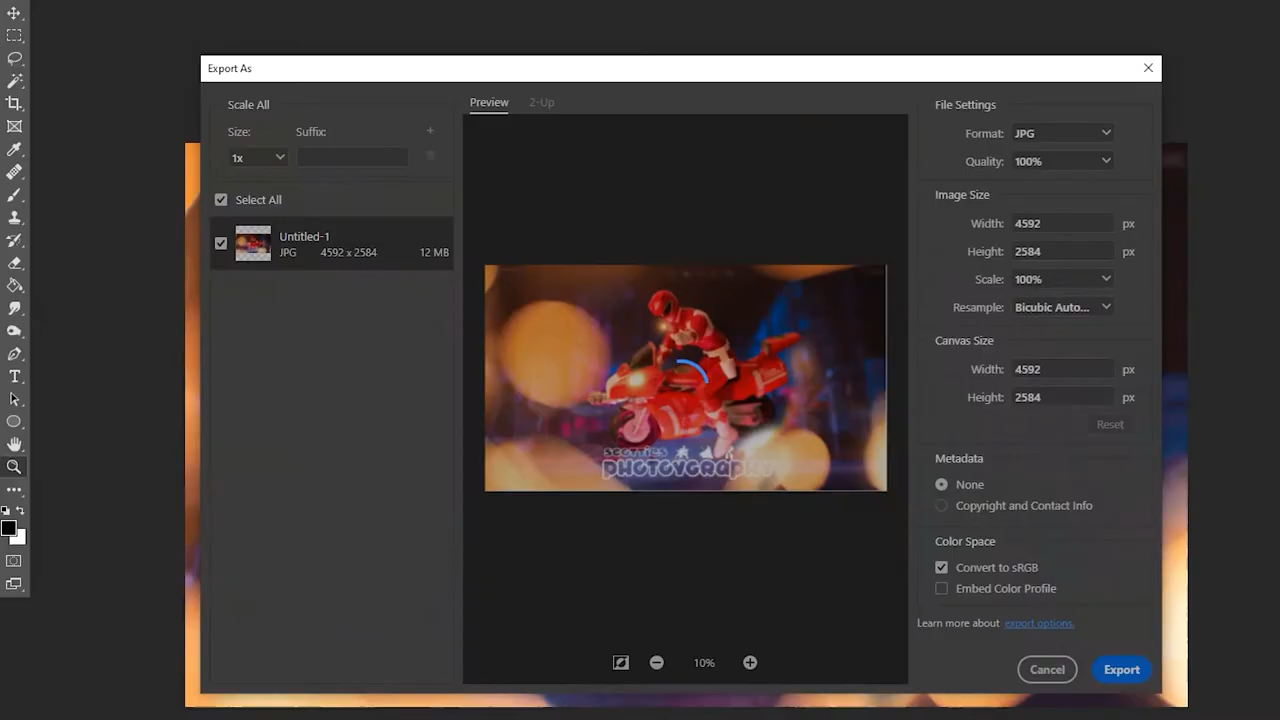 Export As
Scale All
Size:
Suffix:
1x
Select All
Untitled-1
JPG 4592 x 2584 12 MB
Preview
2-Up
scotties
PHOTOYGRAPHY
10%
File Settings
Format: JPG
Quality: 100%
Image Size
Width: 4592 px
Height: 2584 px
Scale: 100%
Resample: Bicubic Auto...
Canvas Size
Width: 4592 px
Height: 2584 px
Reset
Metadata
None
Copyright and Contact Info
Color Space
Convert to sRGB
Embed Color Profile
Learn more about export options.
Cancel
Export